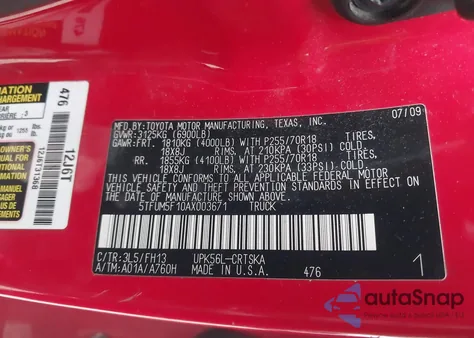 MFD. BY: TOYOTA MOTOR MANUFACTURING, TEXAS, INC. 07/09
GVWR: 3125KG (6900LB)
GAWR: FRT. 1810KG (4000LB) WITH P255/70R18 TIRES,
18X8J RIMS, AT 210KPA (30PSI) COLD
RR. 1855KG (4100LB) WITH P255/70R18 TIRES,
18X8J RIMS, AT 230KPA (33PSI) COLD
THIS VEHICLE CONFORMS TO ALL APPLICABLE FEDERAL MOTOR
VEHICLE SAFETY STANDARDS IN EFFECT ON THE DATE OF
MANUFACTURE SHOWN ABOVE.
5TFUM5F10AX003671 TRUCK
C/TR: 3L5/FH13 UPK56L-CRTSKA
A/TM: A01A/A760H MADE IN U.S.A. 476 1
476
1216T
autoSnap